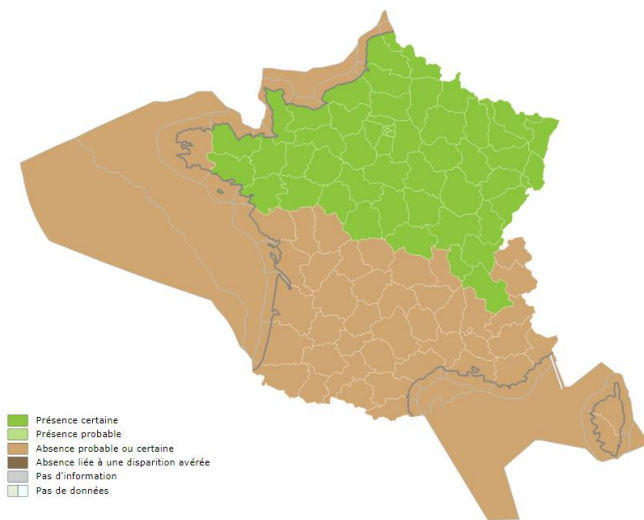 Présence certaine
Présence probable
Absence probable ou certaine
Absence liée à une disparition avérée
Pas d'information
Pas de données